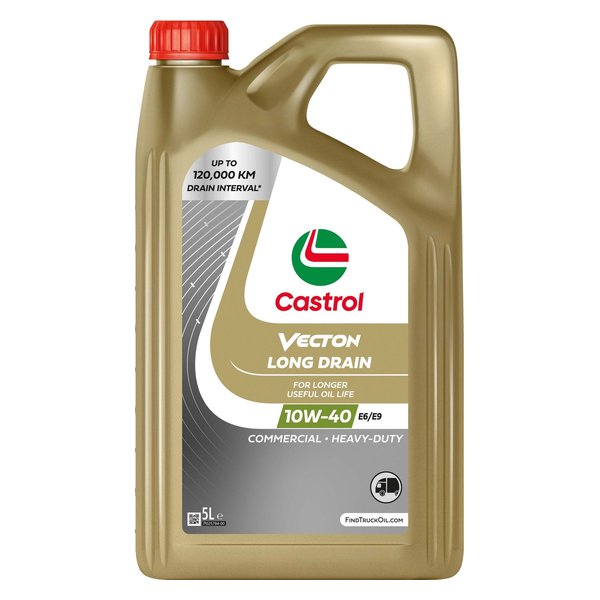 UP TO
120,000 KM
DRAIN INTERVAL*
Castrol
VECTON
LONG DRAIN
FOR LONGER
USEFUL OIL LIFE
10W-40 E6/E9
COMMERCIAL • HEAVY-DUTY
5L e
FINDTRUCKOIL.COM